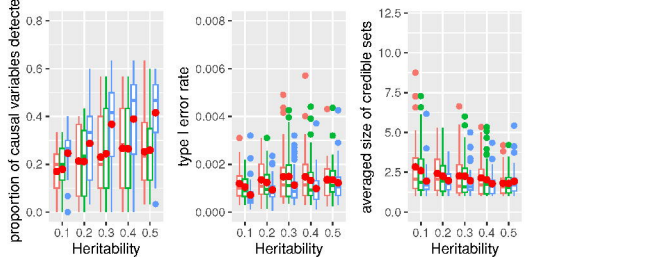 proportion of causal variables detecte
0.8
0.6
0.4
0.2
0.0
0.1 0.2 0.3 0.4 0.5
Heritability
type I error rate
0.008
0.006
0.004
0.002
0.000
0.1 0.2 0.3 0.4 0.5
Heritability
averaged size of credible sets
12.5
10.0
7.5
5.0
2.5
0.0
0.1 0.2 0.3 0.4 0.5
Heritability